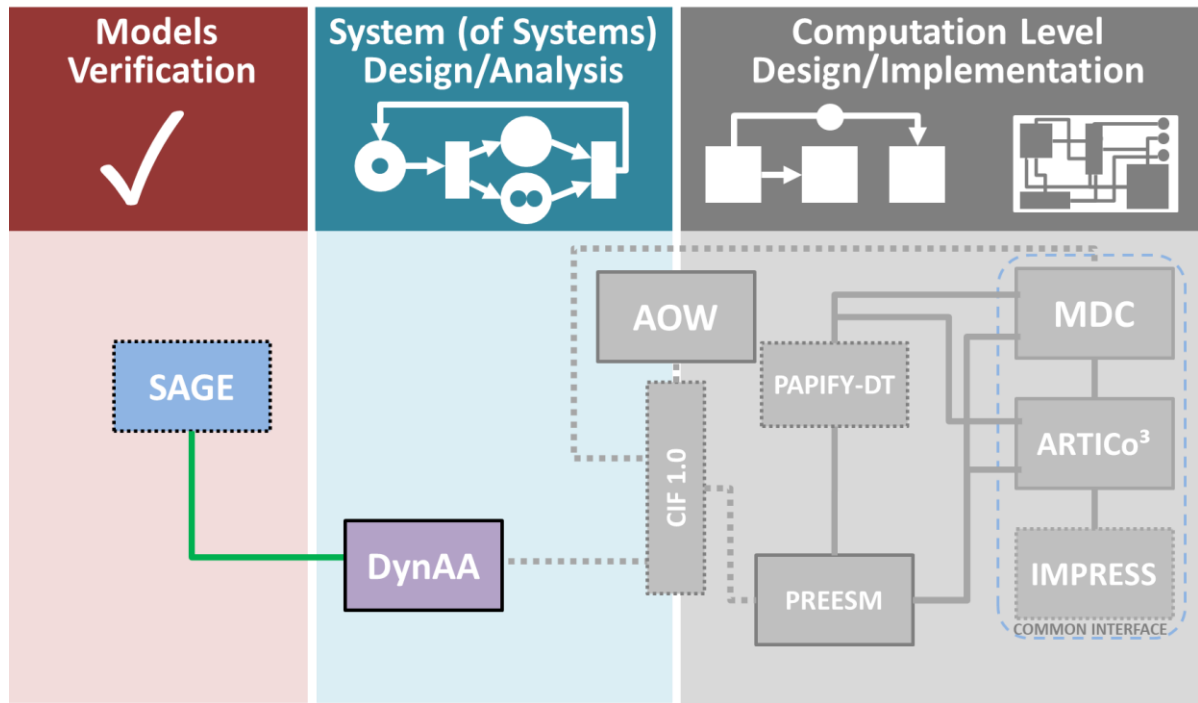 Models
Verification
System (of Systems)
Design/Analysis
Computation Level
Design/Implementation
SAGE
DynAA
AOW
CIF 1.0
PAPIFY-DT
PREESM
MDC
ARTICo³
IMPRESS
COMMON INTERFACE